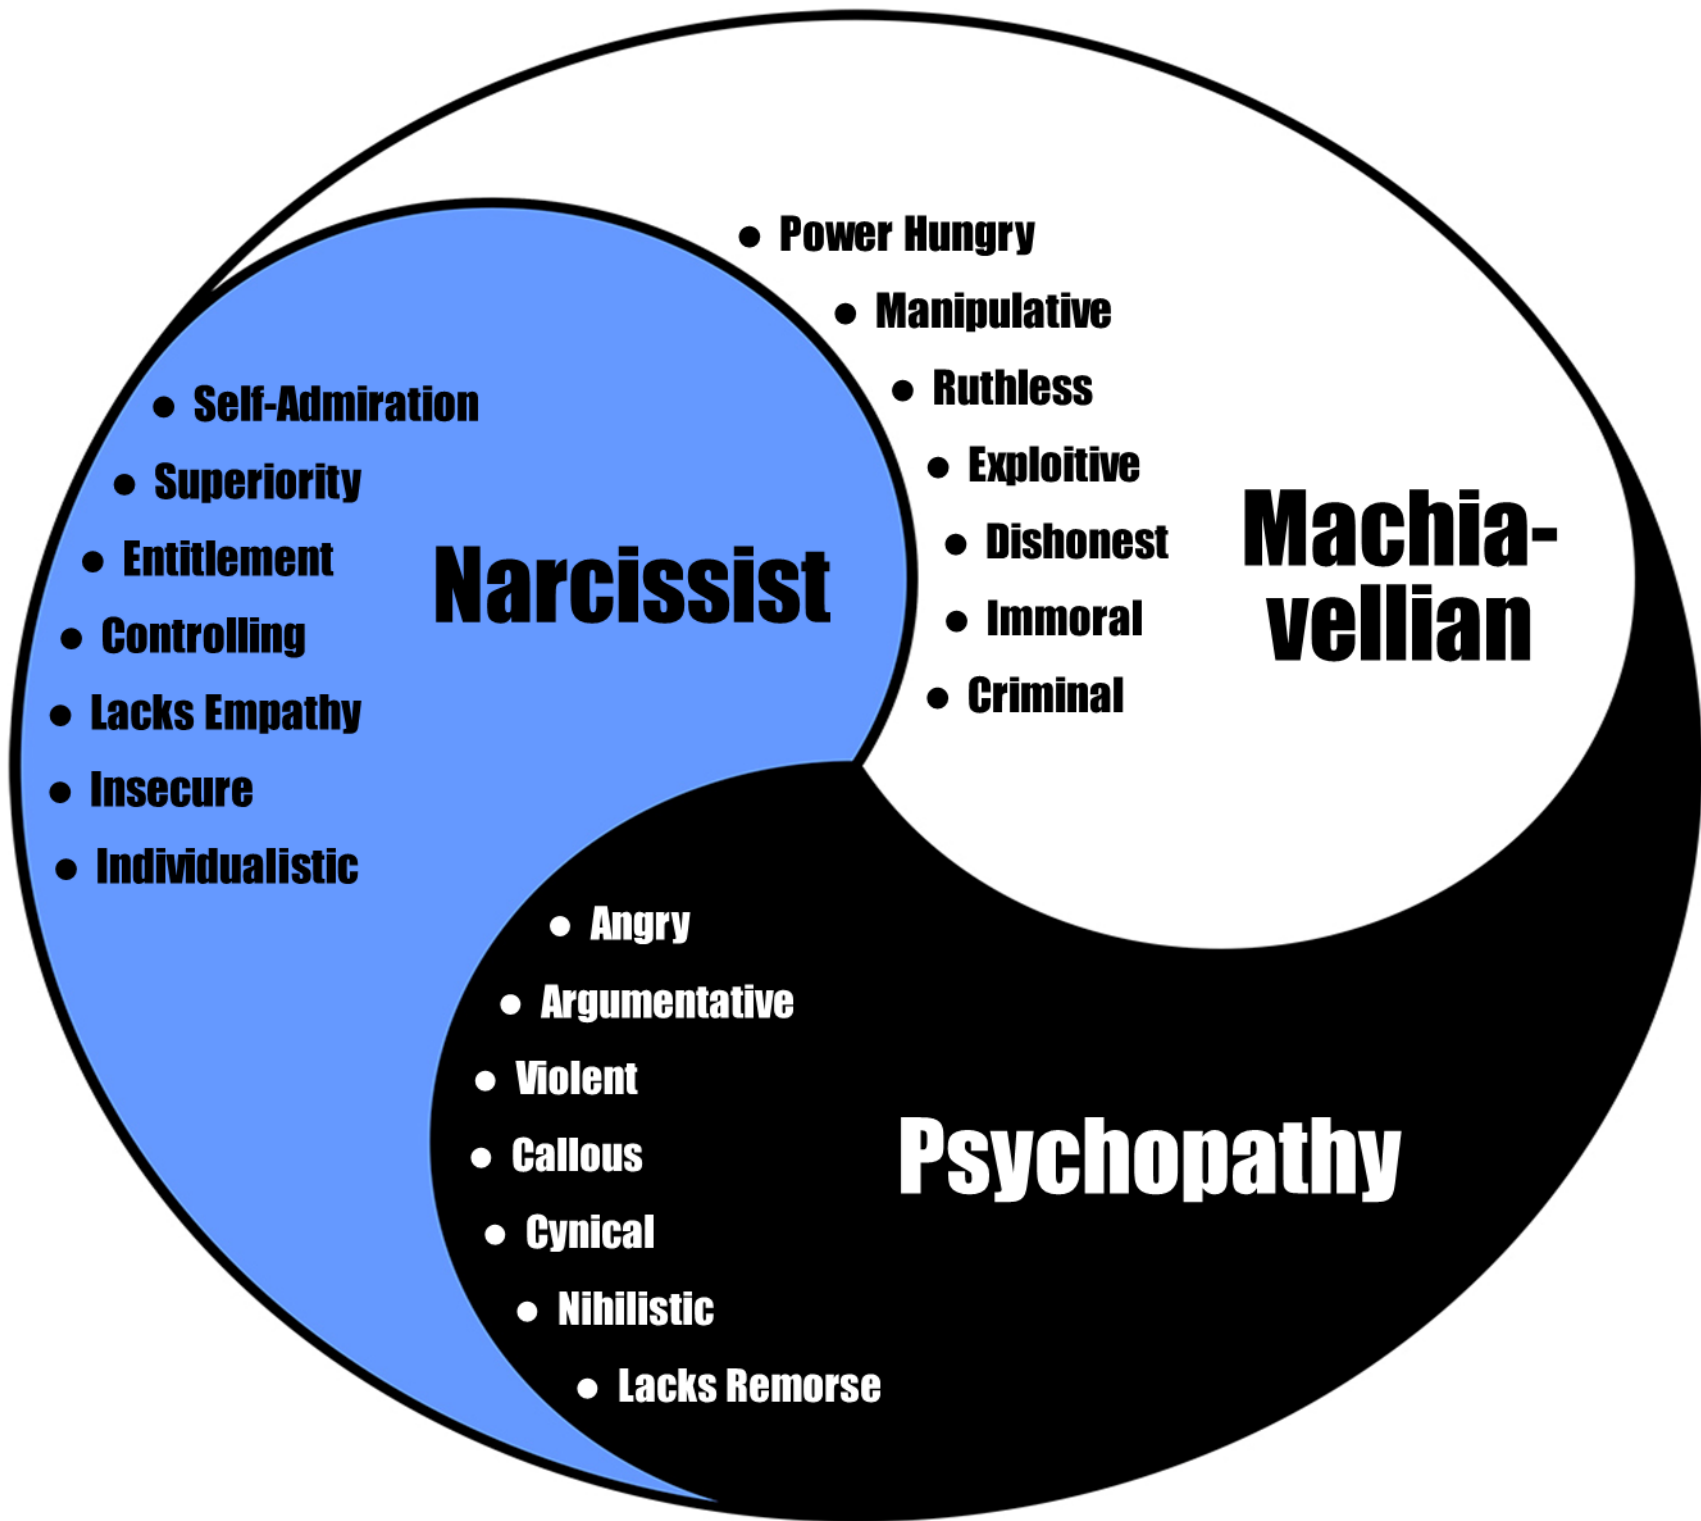 • Power Hungry
• Manipulative
• Ruthless
• Exploitive
• Dishonest
• Immoral
• Criminal
Machia-
vellian
• Self-Admiration
• Superiority
• Entitlement
• Controlling
• Lacks Empathy
• Insecure
• Individualistic
Narcissist
• Angry
• Argumentative
• Violent
• Callous
• Cynical
• Nihilistic
• Lacks Remorse
Psychopathy